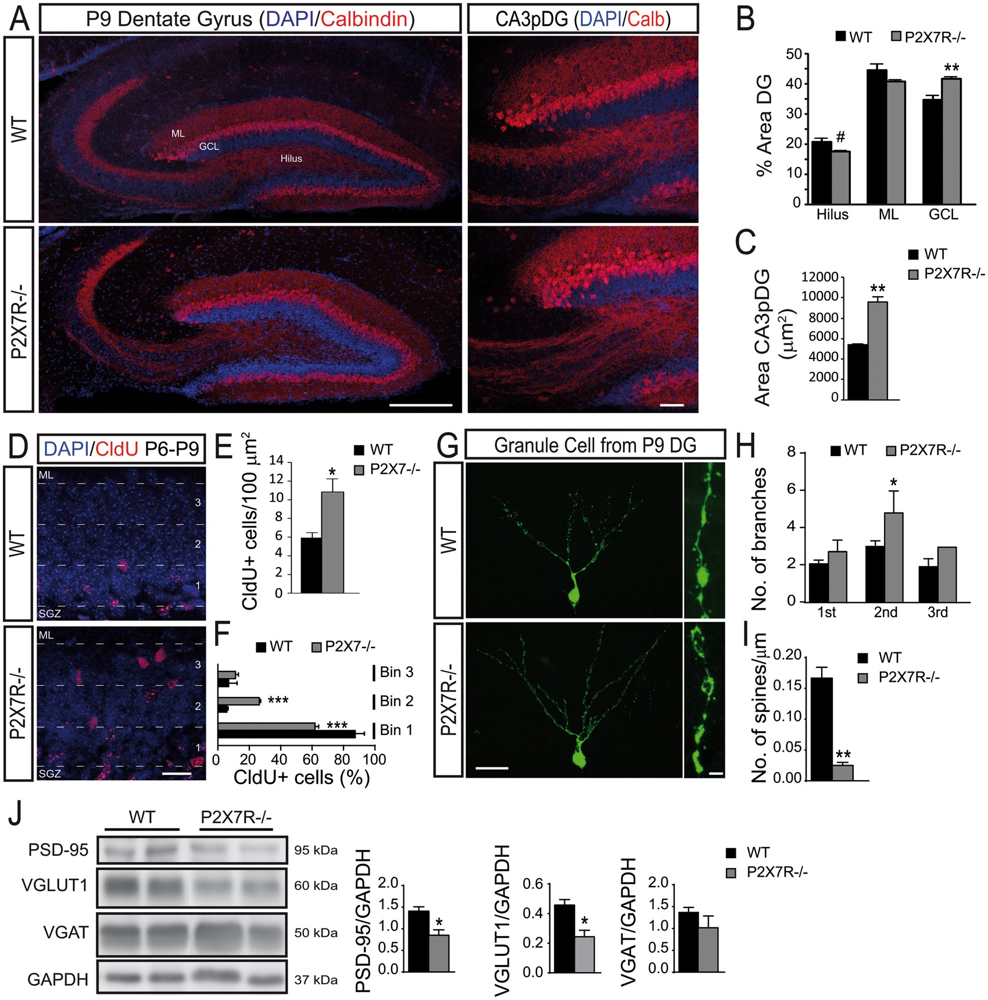 A
P9 Dentate Gyrus (DAPI/Calbindin)
CA3pDG (DAPI/Calb)
WT
ML
GCL
Hilus
P2X7R-/-
B
WT
P2X7R-/-
% Area DG
50
40
30
20
10
0
#
**
Hilus
ML
GCL
C
WT
P2X7R-/-
Area CA3pDG
(µm²)
12000
10000
8000
6000
4000
2000
0
**
D
DAPI/CldU P6-P9
WT
ML
3
2
1
SGZ
P2X7R-/-
ML
3
2
1
SGZ
E
WT
P2X7-/-
CldU+ cells/100 µm²
14
12
10
8
6
4
2
0
*
F
WT
P2X7-/-
Bin 3
*** Bin 2
*** Bin 1
0 20 40 60 80 100
CldU+ cells (%)
G
Granule Cell from P9 DG
WT
P2X7R-/-
H
WT
P2X7R-/-
No. of branches
8
6
4
2
0
*
1st
2nd
3rd
I
WT
P2X7R-/-
No. of spines/µm
0.20
0.15
0.10
0.05
0.00
**
J
WT
P2X7R-/-
PSD-95
95 kDa
VGLUT1
60 kDa
VGAT
50 kDa
GAPDH
37 kDa
PSD-95/GAPDH
2.0
1.5
1.0
0.5
0.0
*
VGLUT1/GAPDH
0.6
0.4
0.2
0.0
*
VGAT/GAPDH
2.0
1.5
1.0
0.5
0.0
WT
P2X7R-/-